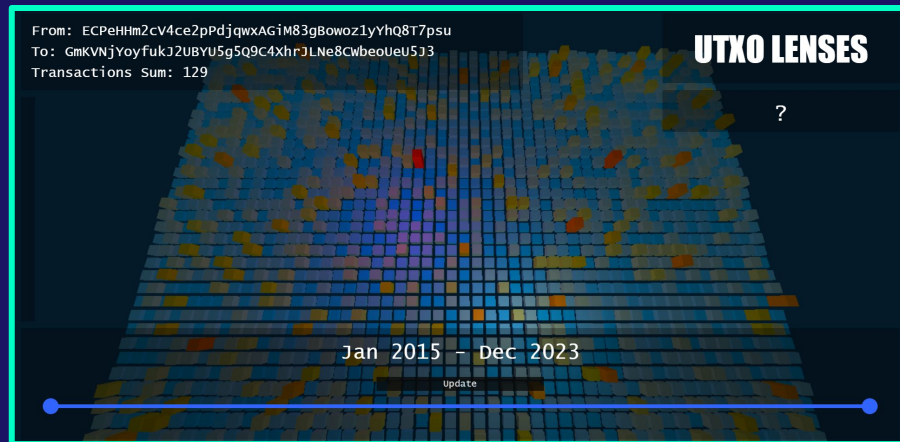 From: ECPeHHm2cV4ce2pPdjqwxAGiM83gBowoz1yYhQ8T7psu
To: GmKVNjYoyfukJ2UBYU5g5Q9C4XhrJLNe8CWbeoUeU5J3
Transactions Sum: 129
UTXO LENSES
?
Jan 2015 - Dec 2023
Update